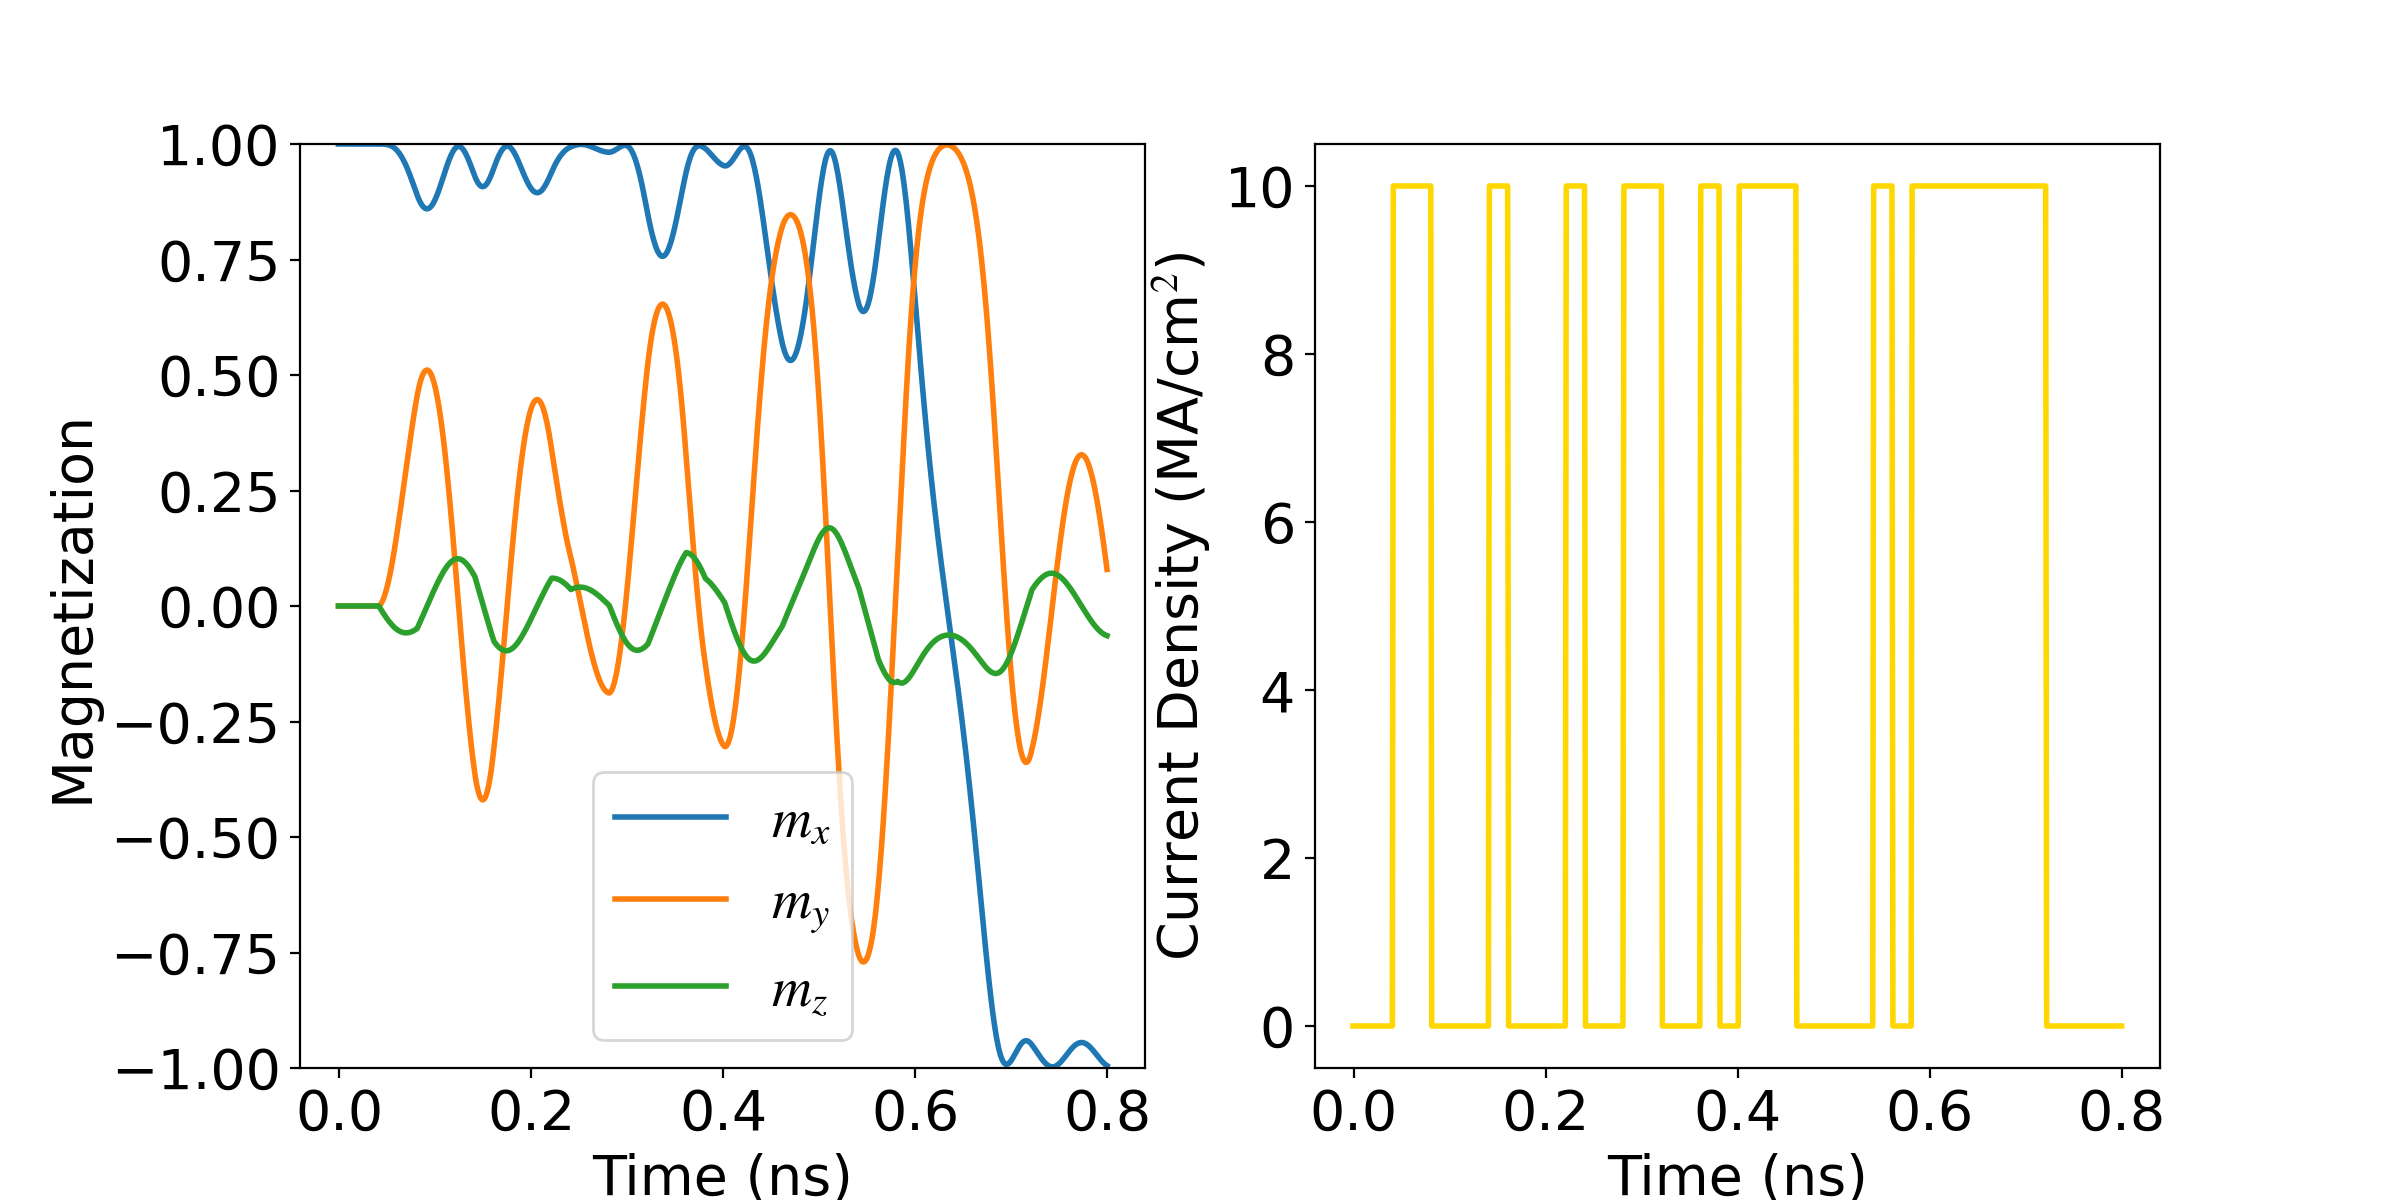 Magnetization
1.00
0.75
0.50
0.25
0.00
−0.25
−0.50
−0.75
−1.00
0.0 0.2 0.4 0.6 0.8
Time (ns)
m_x
m_y
m_z
Current Density (MA/cm²)
10
8
6
4
2
0
0.0 0.2 0.4 0.6 0.8
Time (ns)